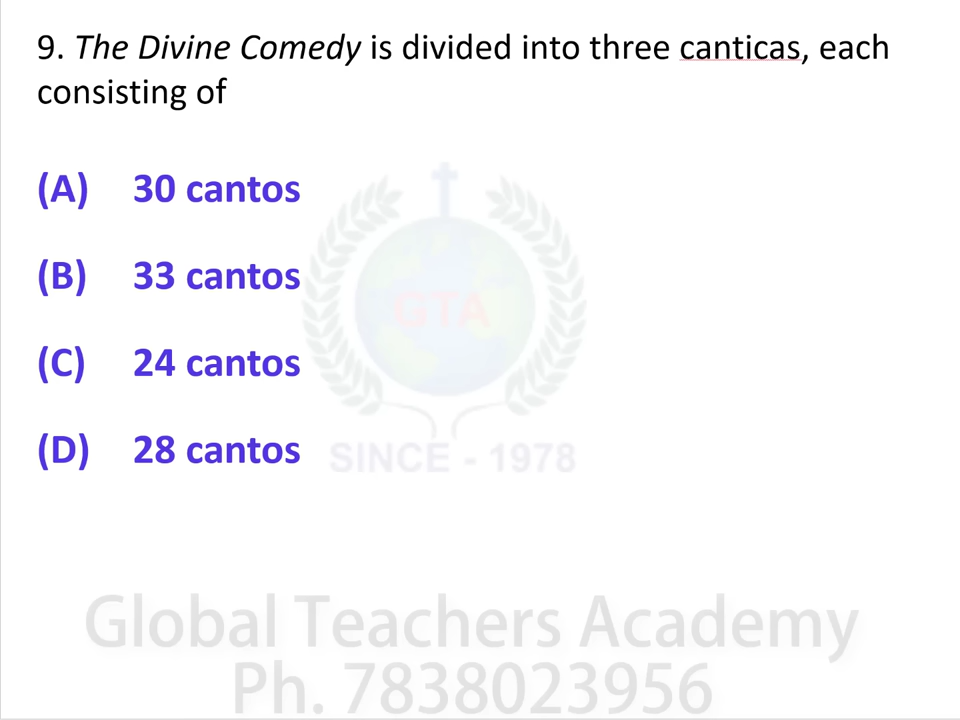 9. The Divine Comedy is divided into three canticas, each
consisting of
(A) 30 cantos
(B) 33 cantos
(C) 24 cantos
(D) 28 cantos
GTA
SINCE - 1978
Global Teachers Academy
Ph. 7838023956